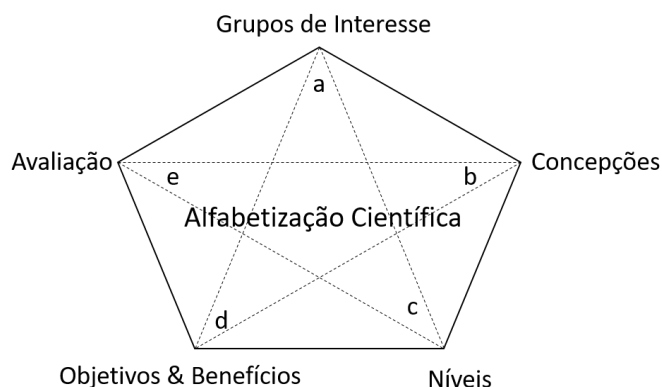 Grupos de Interesse
a
Avaliação
e
b
Concepções
Alfabetização Científica
d
c
Objetivos & Benefícios
Níveis